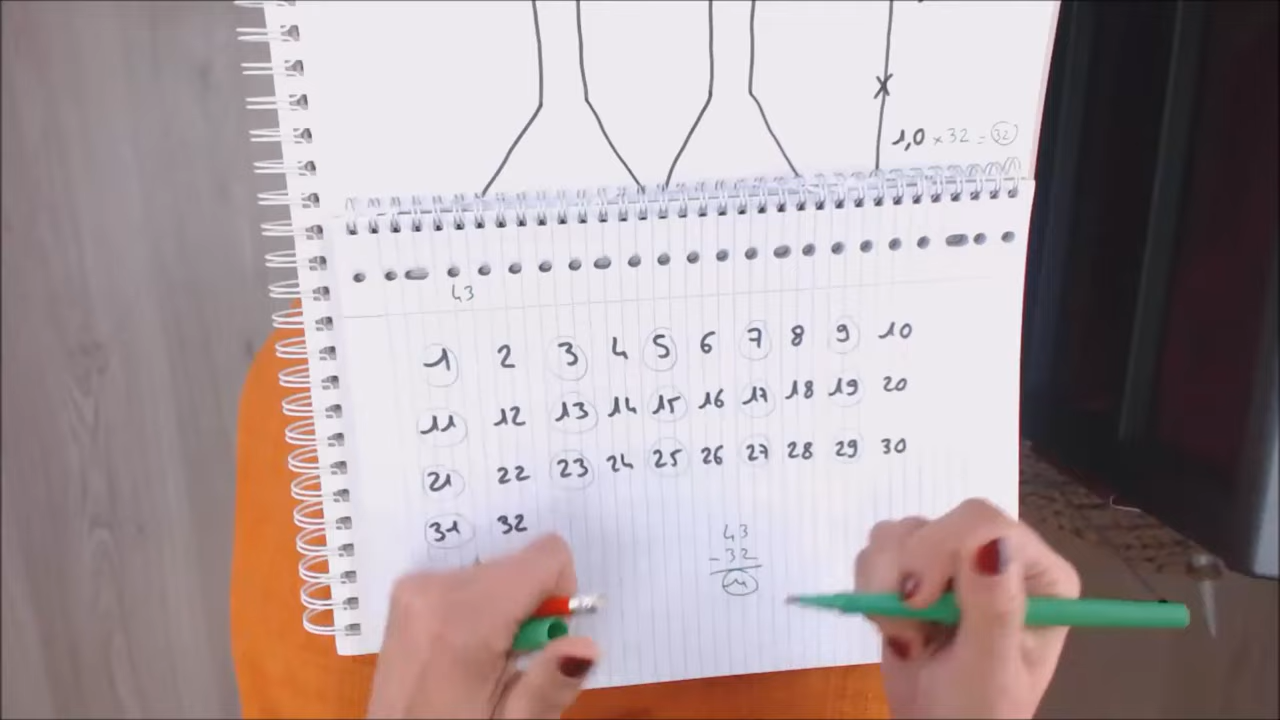 1,0 × 32 = 32
43
1 2 3 4 5 6 7 8 9 10
11 12 13 14 15 16 17 18 19 20
21 22 23 24 25 26 27 28 29 30
31 32
43
- 32
11